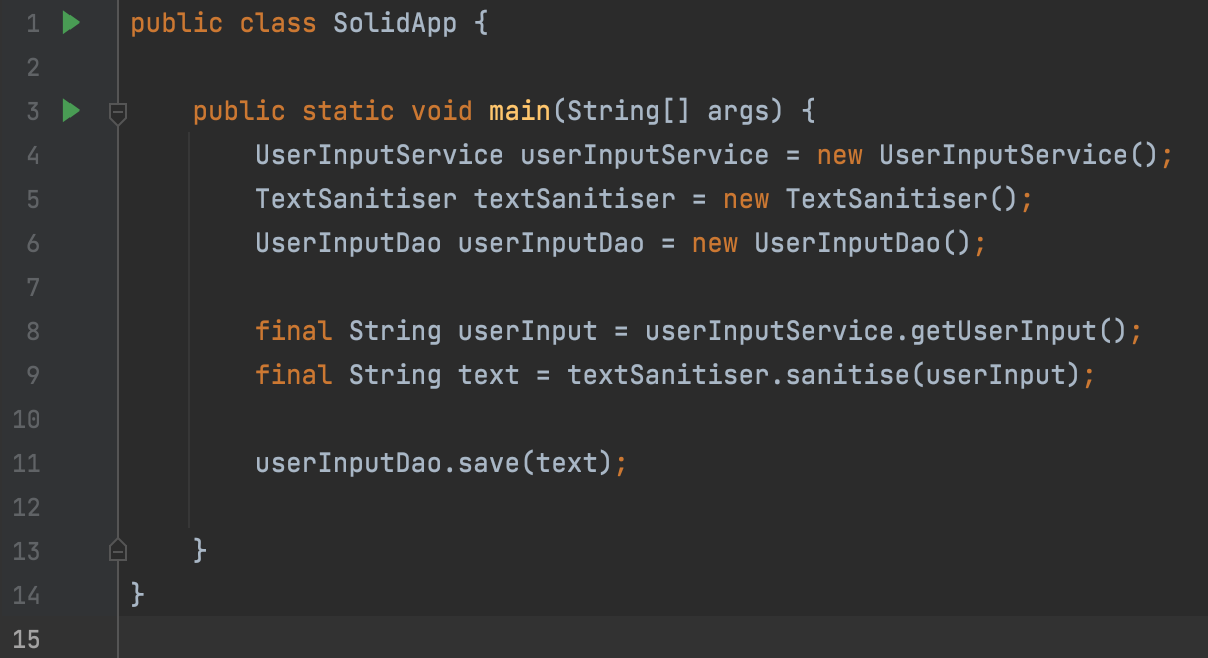 1 public class SolidApp {
2
3 public static void main(String[] args) {
4 UserInputService userInputService = new UserInputService();
5 TextSanitiser textSanitiser = new TextSanitiser();
6 UserInputDao userInputDao = new UserInputDao();
7
8 final String userInput = userInputService.getUserInput();
9 final String text = textSanitiser.sanitise(userInput);
10
11 userInputDao.save(text);
12
13 }
14 }
15